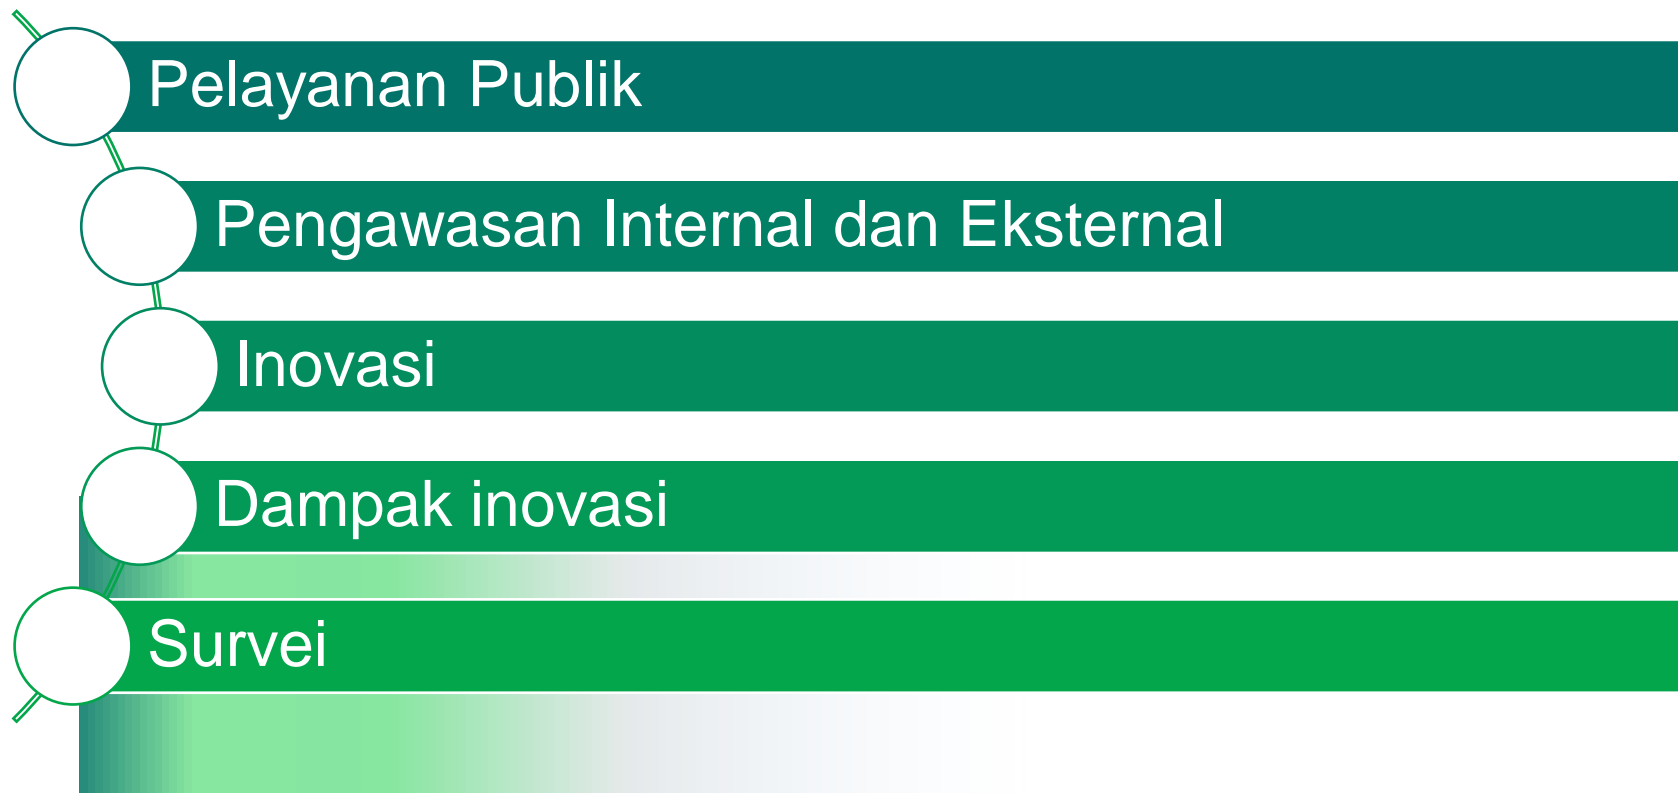 Pelayanan Publik
Pengawasan Internal dan Eksternal
Inovasi
Dampak inovasi
Survei